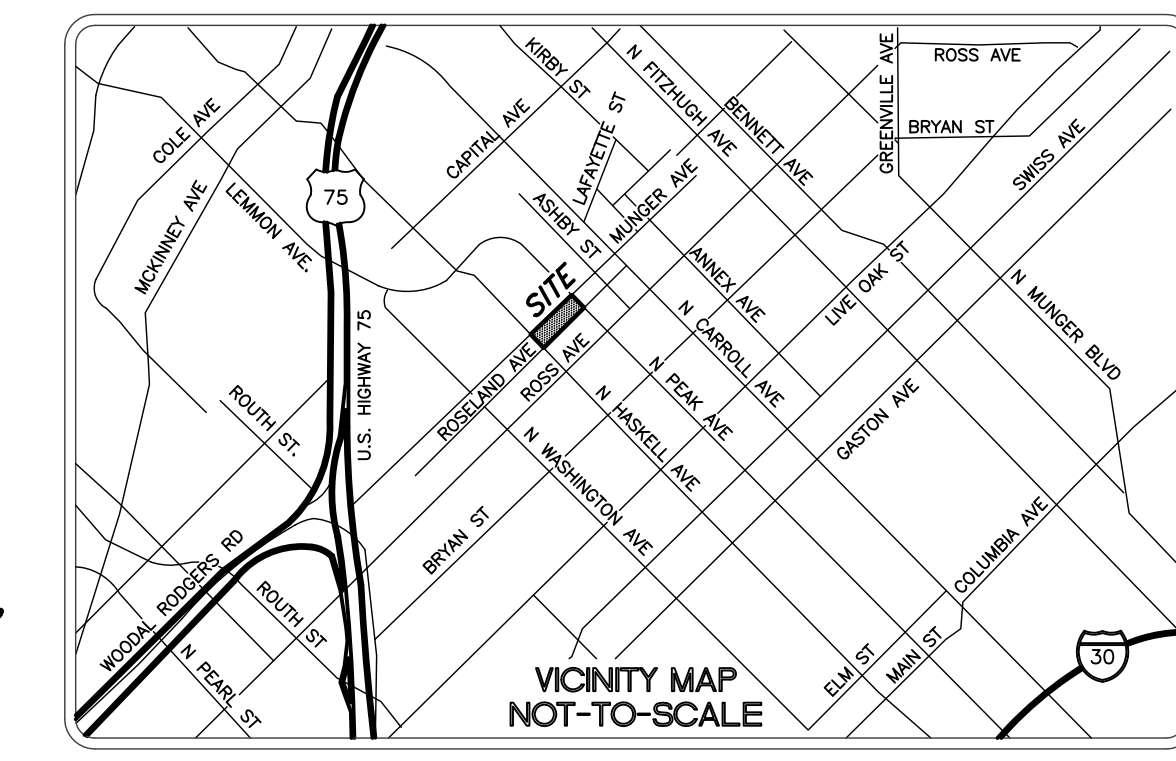 KIRBY ST
N FITZHUGH AVE
GREENVILLE AVE
ROSS AVE
BENNETT AVE
LAFAYETTE ST
COLE AVE
CAPITAL AVE
BRYAN ST
SWISS AVE
75
MCKINNEY AVE
LEMMON AVE.
ASHBY ST
MUNGER AVE
SITE
ANNEX AVE
LIVE OAK ST
N MUNGER BLVD
U.S. HIGHWAY 75
ROSELAND AVE
ROSS AVE
N CARROLL AVE
N PEAK AVE
N HASKELL AVE
GASTON AVE
ROUTH ST.
N WASHINGTON AVE
BRYAN ST
COLUMBIA AVE
WOODAL RODGERS RD
ROUTH ST
N PEARL ST
ELM ST
MAIN ST
30
VICINITY MAP
NOT-TO-SCALE